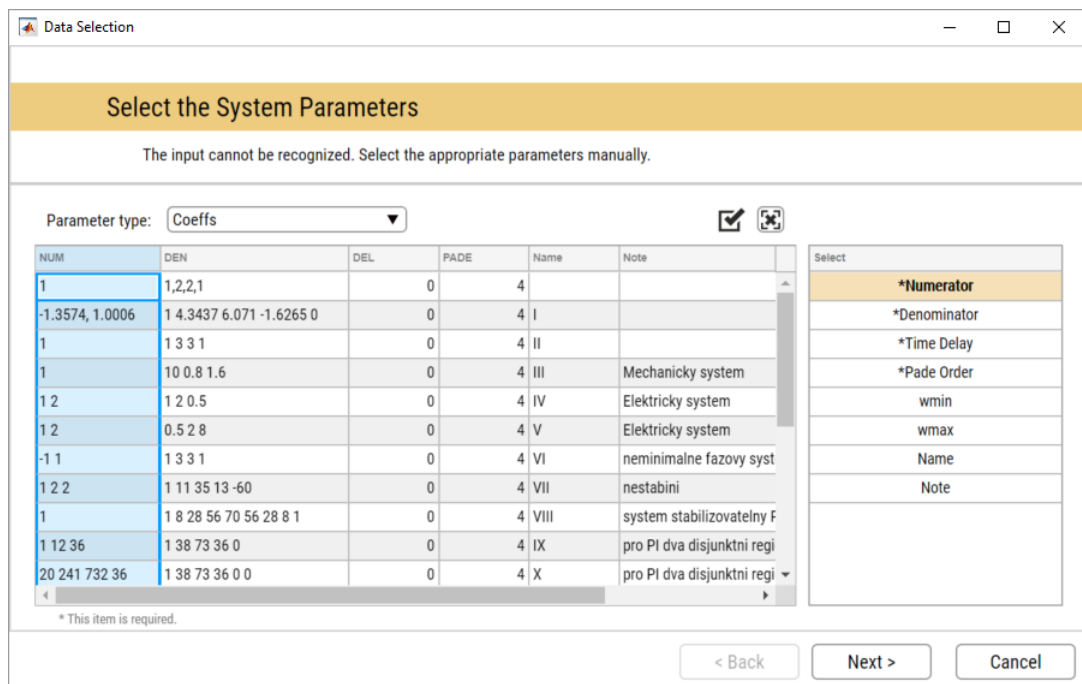 Data Selection
Select the System Parameters
The input cannot be recognized. Select the appropriate parameters manually.
Parameter type: Coeffs
NUM DEN DEL PADE Name Note Select
1 1,2,2,1 0 4 *Numerator
-1.3574, 1.0006 1 4.3437 6.071 -1.6265 0 0 4 I *Denominator
1 1 3 3 1 0 4 II *Time Delay
1 10 0.8 1.6 0 4 III Mechanicky system *Pade Order
1 2 1 2 0.5 0 4 IV Elektricky system wmin
1 2 0.5 2 8 0 4 V Elektricky system wmax
-1 1 1 3 3 1 0 4 VI neminimalne fazovy syst Name
1 2 2 1 11 35 13 -60 0 4 VII nestabini Note
1 1 8 28 56 70 56 28 8 1 0 4 VIII system stabilizovatelny P
1 12 36 1 38 73 36 0 0 4 IX pro PI dva disjunktni regi
20 241 732 36 1 38 73 36 0 0 0 4 X pro PI dva disjunktni regi
* This item is required.
< Back Next > Cancel